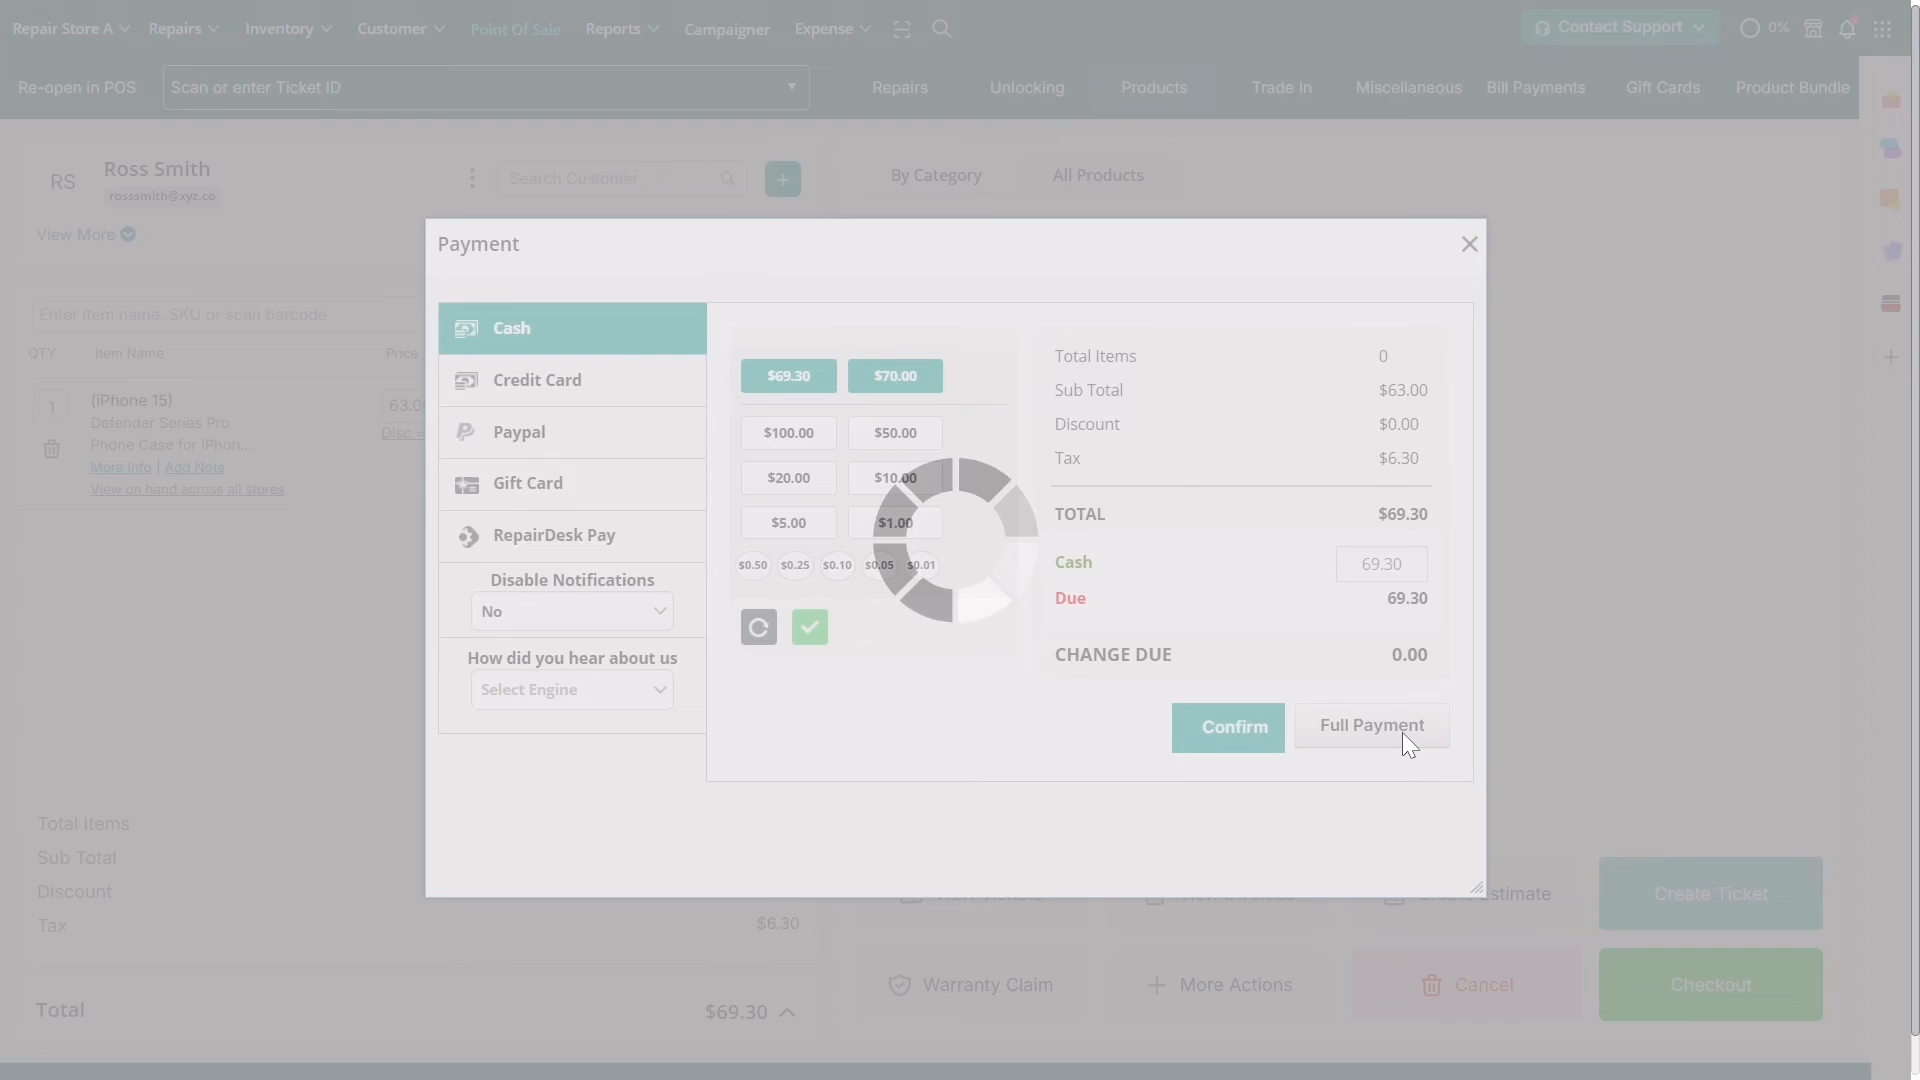 Repair Store A Repairs Inventory Customer Point Of Sale Reports Campaigner Expense Contact Support 0%
Re-open in POS Scan or enter Ticket ID Repairs Unlocking Products Trade In Miscellaneous Bill Payments Gift Cards Product Bundle
RS Ross Smith
rosssmith@xyz.co
Search Customer
+
By Category All Products
View More
Payment
Enter item name, SKU or scan barcode
QTY Item Name Price
1 (iPhone 15) 63.0
Defender Series Pro
Phone Case for iPhon... Disc
More Info | Add Note
View on hand across all stores
Cash
Credit Card
Paypal
Gift Card
RepairDesk Pay
Disable Notifications
No
How did you hear about us
Select Engine
$69.30 $70.00
$100.00 $50.00
$20.00 $10.00
$5.00 $1.00
$0.50 $0.25 $0.10 $0.05 $0.01
Total Items 0
Sub Total $63.00
Discount $0.00
Tax $6.30
TOTAL $69.30
Cash 69.30
Due 69.30
CHANGE DUE 0.00
Confirm Full Payment
Total Items
Sub Total
Discount
Tax $6.30
Total $69.30
stimate Create Ticket
Warranty Claim More Actions Cancel Checkout